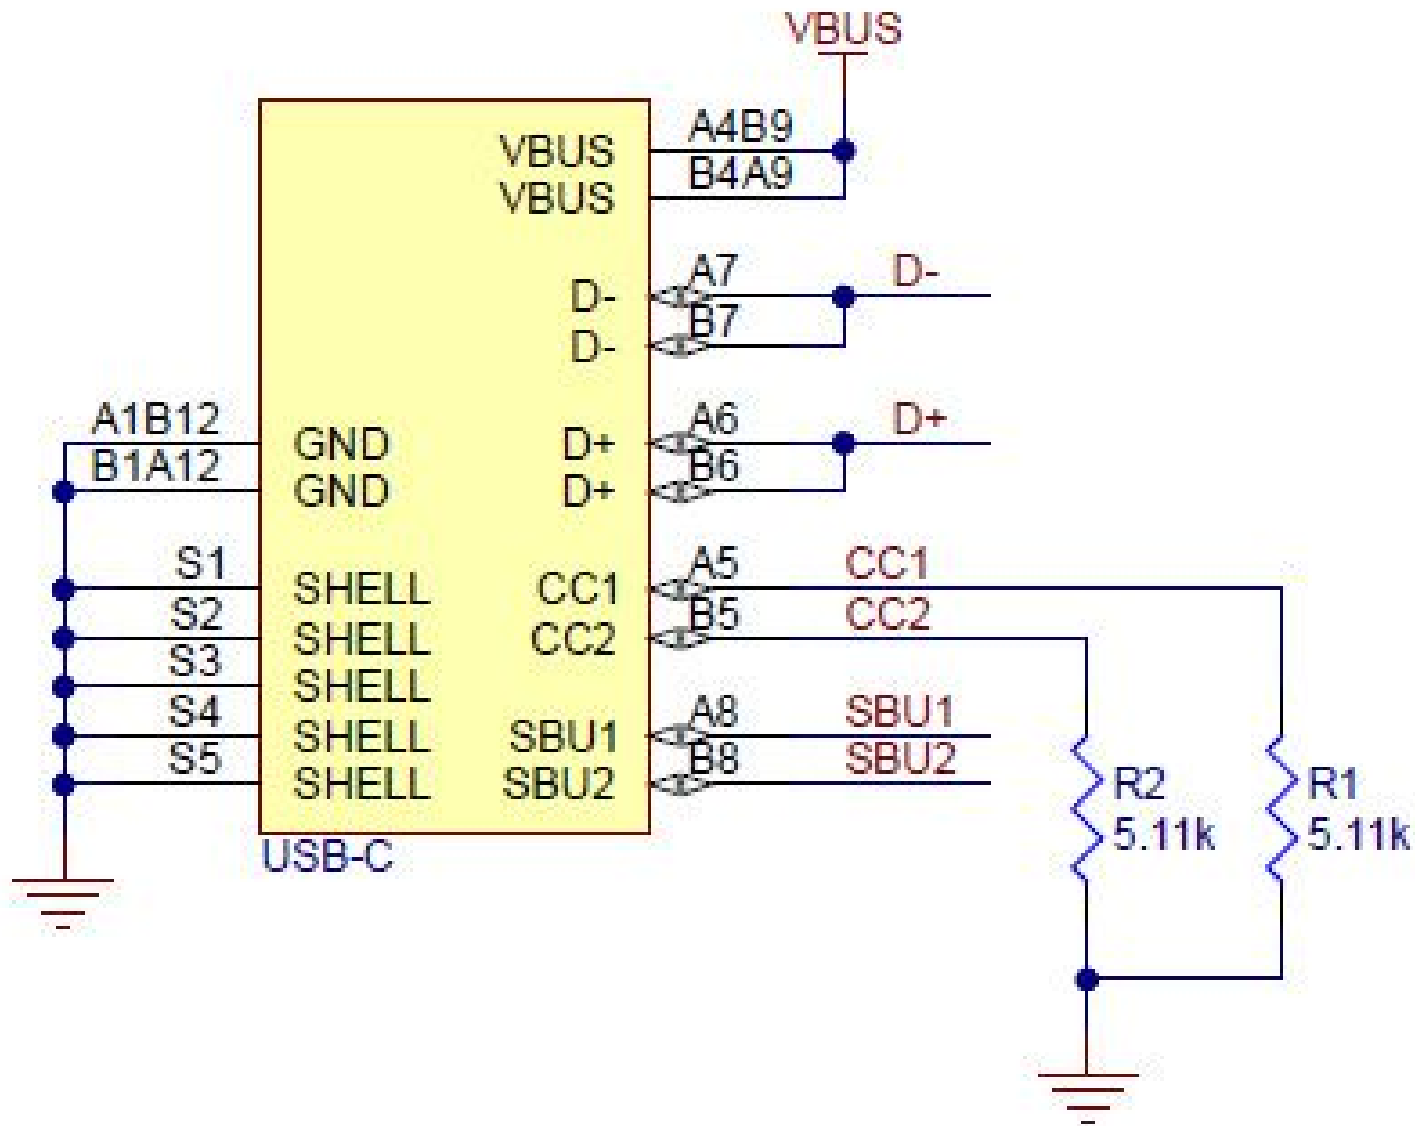 VBUS
A4B9
VBUS
B4A9
VBUS
A7
D-
D-
B7
D-
A6
D+
A1B12
GND
D+
B6
B1A12
GND
D+
A5
CC1
S1
SHELL
CC1
B5
CC2
S2
SHELL
CC2
S3
SHELL
A8
SBU1
S4
SHELL
SBU1
B8
SBU2
S5
SHELL
SBU2
R2
5.11k
R1
5.11k
USB-C